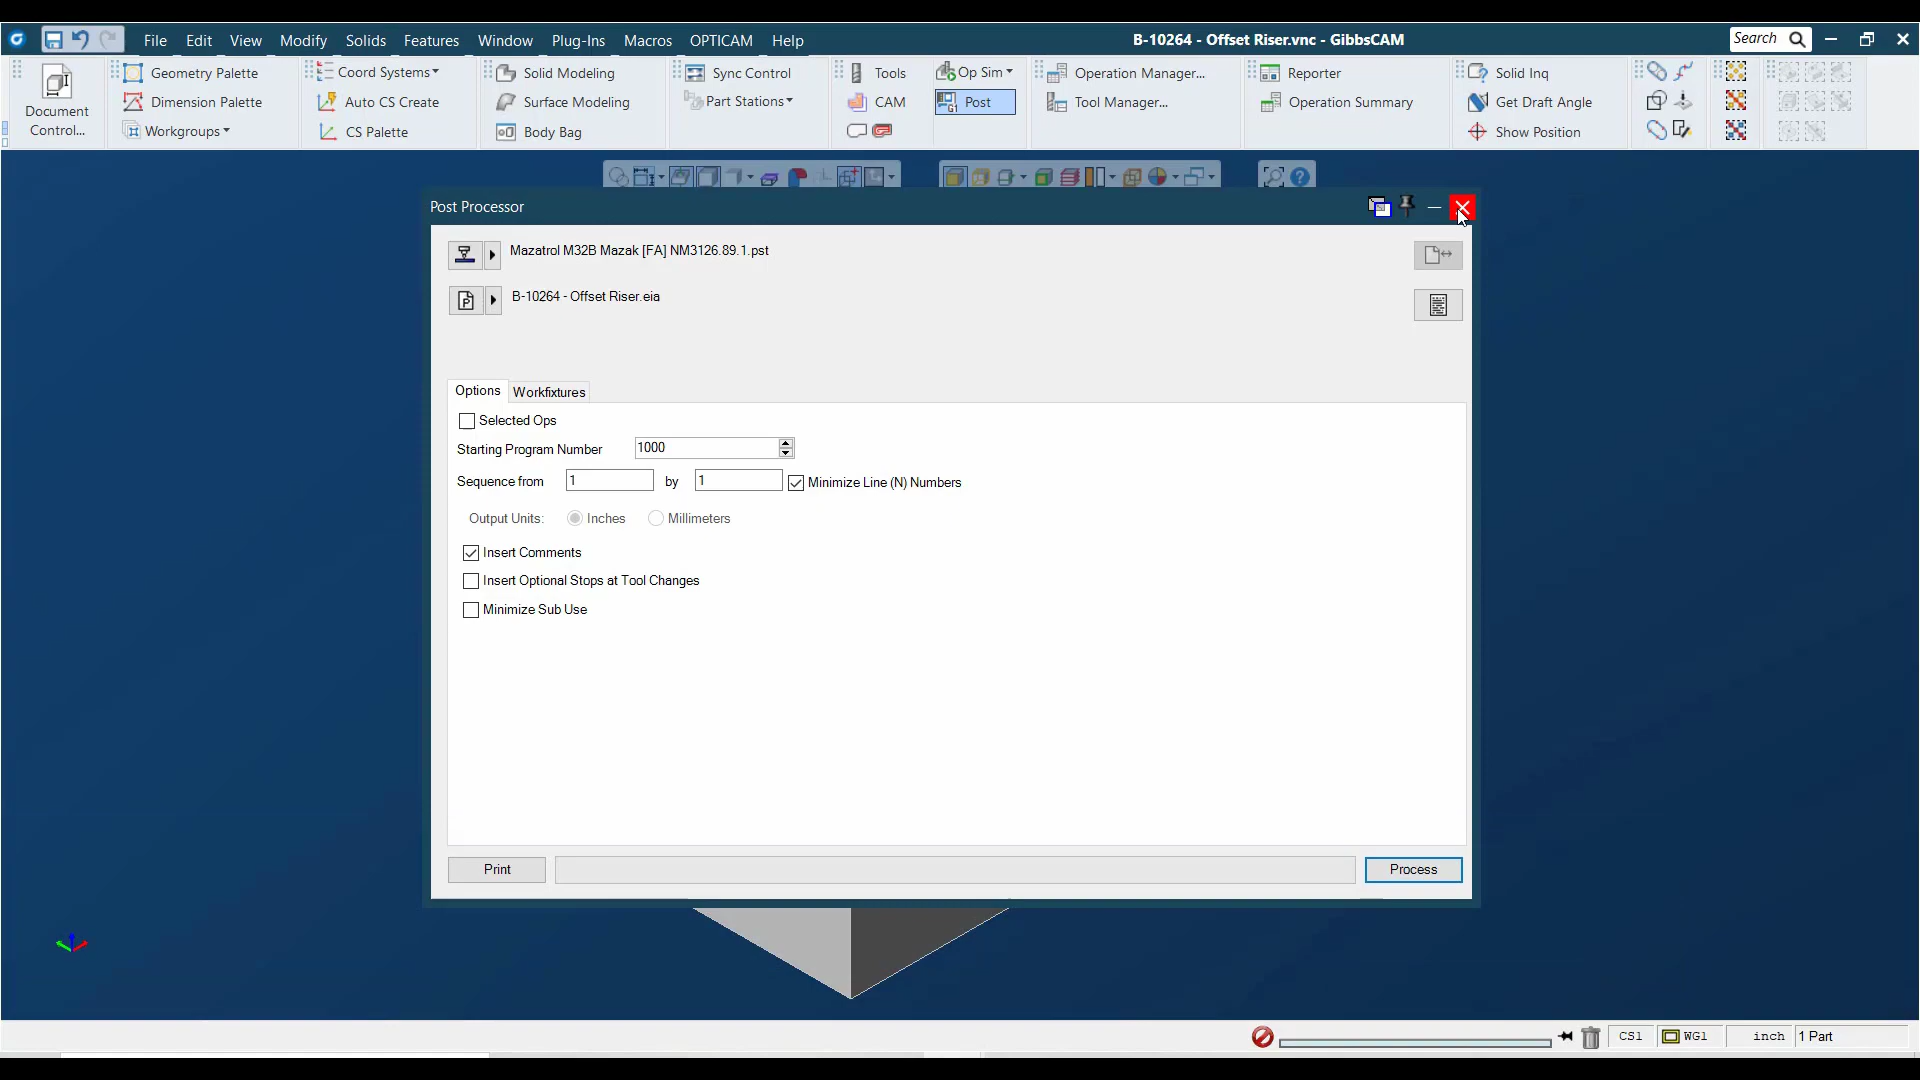 File Edit View Modify Solids Features Window Plug-Ins Macros OPTICAM Help
B-10264 - Offset Riser.vnc - GibbsCAM
Search
Document
Control...
Geometry Palette
Dimension Palette
Workgroups
Coord Systems
Auto CS Create
CS Palette
Solid Modeling
Surface Modeling
Body Bag
Sync Control
Part Stations
Tools
CAM
Op Sim
Post
Operation Manager...
Tool Manager...
Reporter
Operation Summary
Solid Inq
Get Draft Angle
Show Position
Post Processor
Mazatrol M32B Mazak [FA] NM3126.89.1.pst
B-10264 - Offset Riser.eia
Options Workfixtures
Selected Ops
Starting Program Number 1000
Sequence from 1 by 1 Minimize Line (N) Numbers
Output Units: Inches Millimeters
Insert Comments
Insert Optional Stops at Tool Changes
Minimize Sub Use
Print Process
CS1 WG1 inch 1 Part